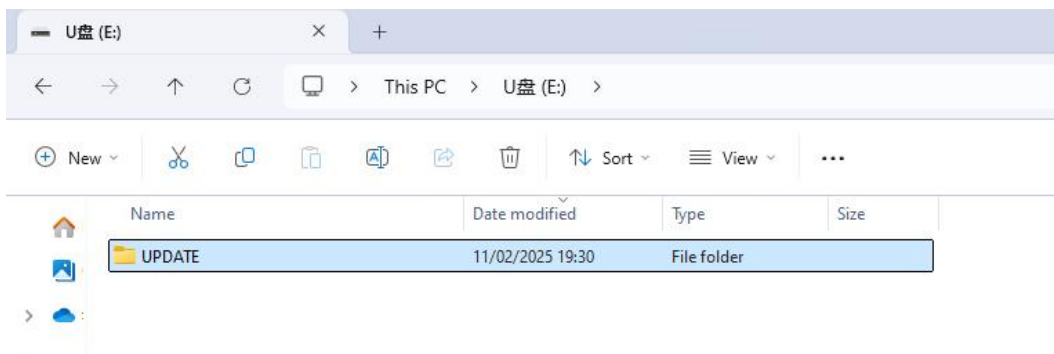 U盘 (E:)
This PC > U盘 (E:) >
New Sort View ...
Name Date modified Type Size
UPDATE 11/02/2025 19:30 File folder